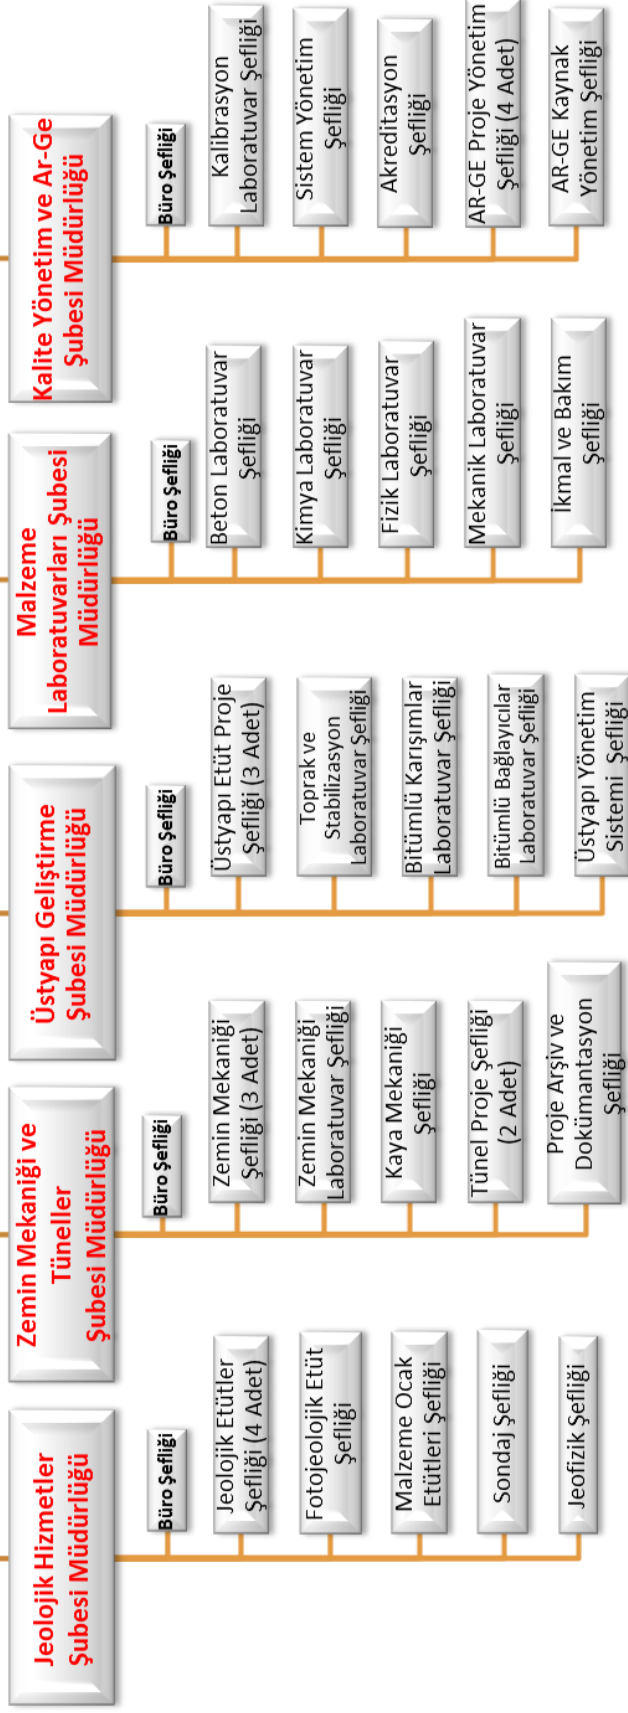 Jeolojik Hizmetler
Şubesi Müdürlüğü
Büro Şefliği
Jeolojik Etütler
Şefliği (4 Adet)
Fotojeolojik Etüt
Şefliği
Malzeme Ocak
Etütleri Şefliği
Sondaj Şefliği
Jeofizik Şefliği
Zemin Mekaniği ve
Tüneller
Şubesi Müdürlüğü
Büro Şefliği
Zemin Mekaniği
Şefliği (3 Adet)
Zemin Mekaniği
Laboratuvar Şefliği
Kaya Mekaniği
Şefliği
Tünel Proje Şefliği
(2 Adet)
Proje Arşiv ve
Dokümantasyon
Şefliği
Üstyapı Geliştirme
Şubesi Müdürlüğü
Büro Şefliği
Üstyapı Etüt Proje
Şefliği (3 Adet)
Toprak ve
Stabilizasyon
Laboratuvar Şefliği
Bitümlü Karışımlar
Laboratuvar Şefliği
Bitümlü Bağlayıcılar
Laboratuvar Şefliği
Üstyapı Yönetim
Sistemi Şefliği
Malzeme
Laboratuvarları Şubesi
Müdürlüğü
Büro Şefliği
Beton Laboratuvar
Şefliği
Kimya Laboratuvar
Şefliği
Fizik Laboratuvar
Şefliği
Mekanik Laboratuvar
Şefliği
İkmal ve Bakım
Şefliği
Kalite Yönetim ve Ar-Ge
Şubesi Müdürlüğü
Büro Şefliği
Kalibrasyon
Laboratuvar Şefliği
Sistem Yönetim
Şefliği
Akreditasyon
Şefliği
AR-GE Proje Yönetim
Şefliği (4 Adet)
AR-GE Kaynak
Yönetim Şefliği